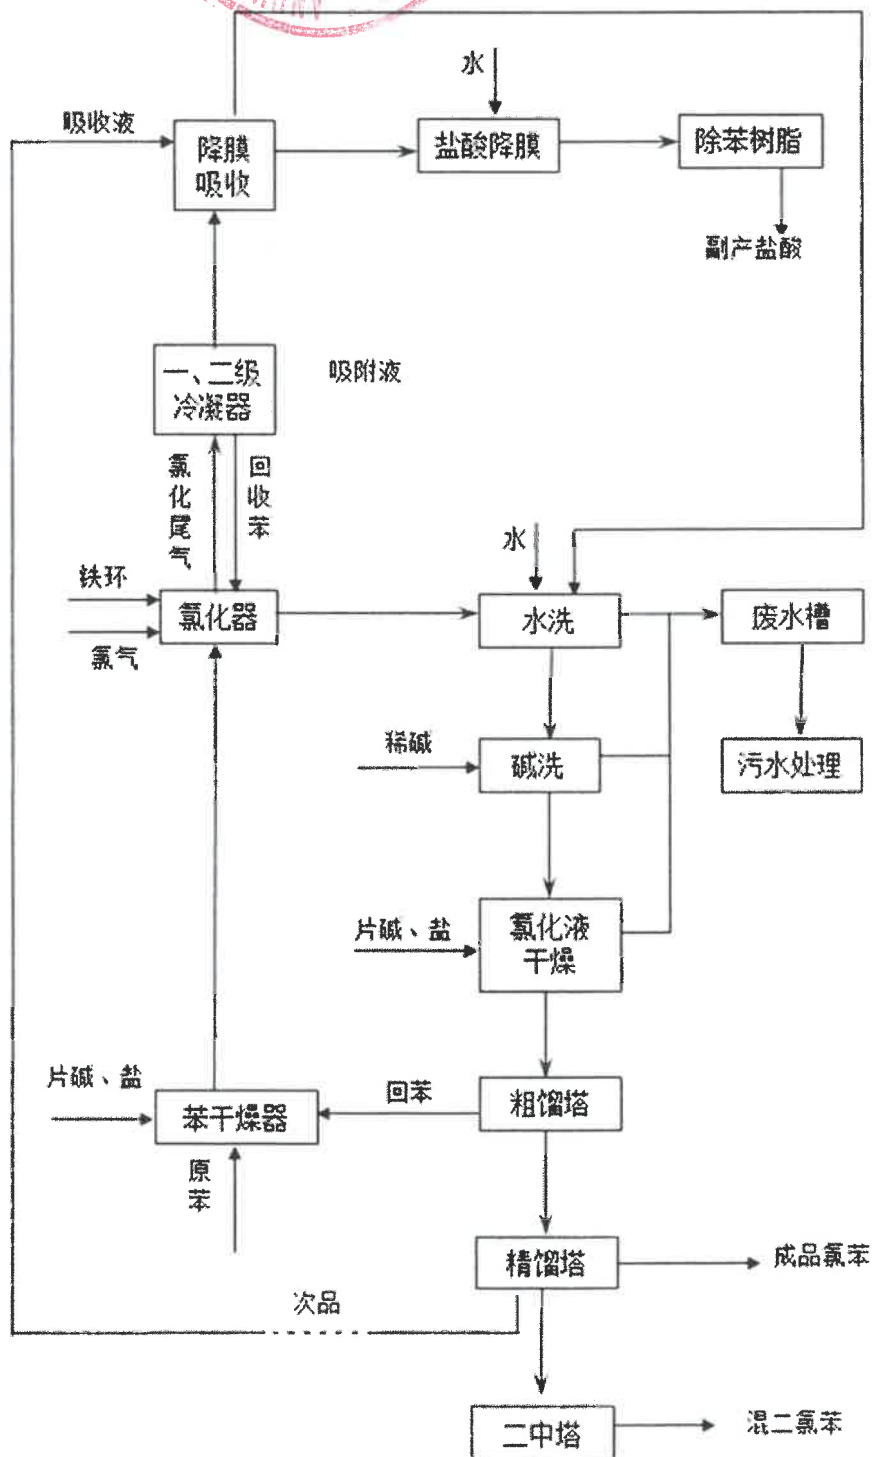 水
吸收液
降膜
吸收
盐酸降膜
除苯树脂
副产盐酸
一、二级
冷凝器
吸附液
氯化尾气
回收苯
水
铁环
氯化器
氯气
水洗
废水槽
稀碱
碱洗
污水处理
片碱、盐
氯化液
干燥
片碱、盐
回苯
苯干燥器
粗馏塔
原苯
精馏塔
成品氯苯
次品
二中塔
混二氯苯